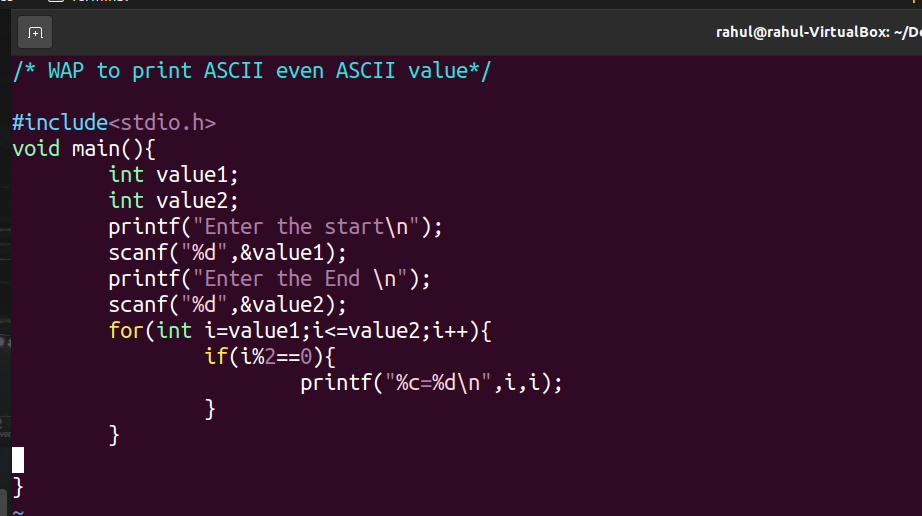 rahul@rahul-VirtualBox: ~/De
/* WAP to print ASCII even ASCII value*/
#include<stdio.h>
void main(){
int value1;
int value2;
printf("Enter the start\n");
scanf("%d",&value1);
printf("Enter the End \n");
scanf("%d",&value2);
for(int i=value1;i<=value2;i++){
if(i%2==0){
printf("%c=%d\n",i,i);
}
}
}
~